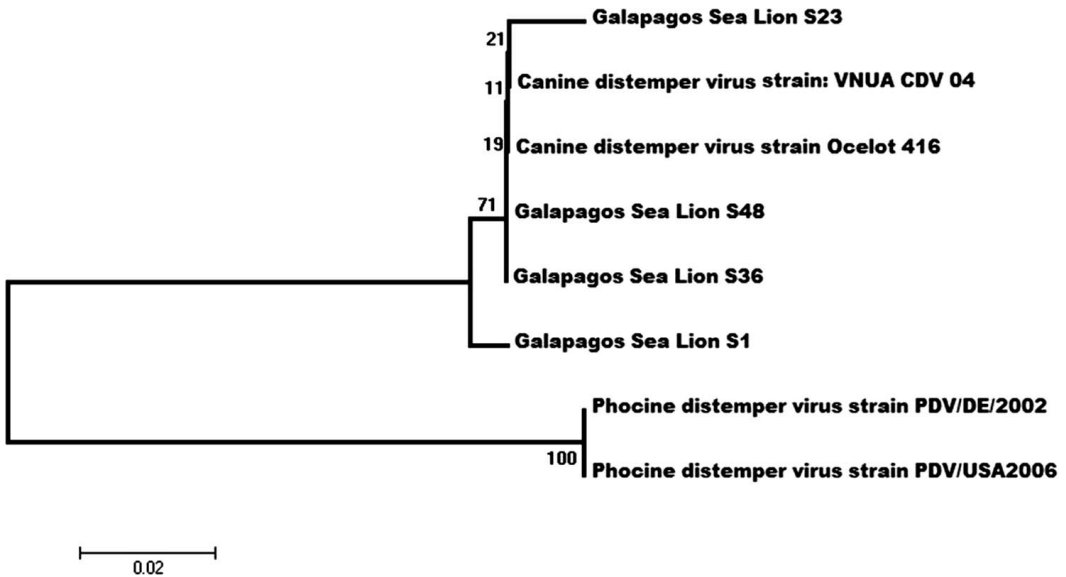 Galapagos Sea Lion S23
21
Canine distemper virus strain: VNUA CDV 04
11
Canine distemper virus strain Ocelot 416
19
Galapagos Sea Lion S48
71
Galapagos Sea Lion S36
Galapagos Sea Lion S1
Phocine distemper virus strain PDV/DE/2002
100
Phocine distemper virus strain PDV/USA2006
0.02